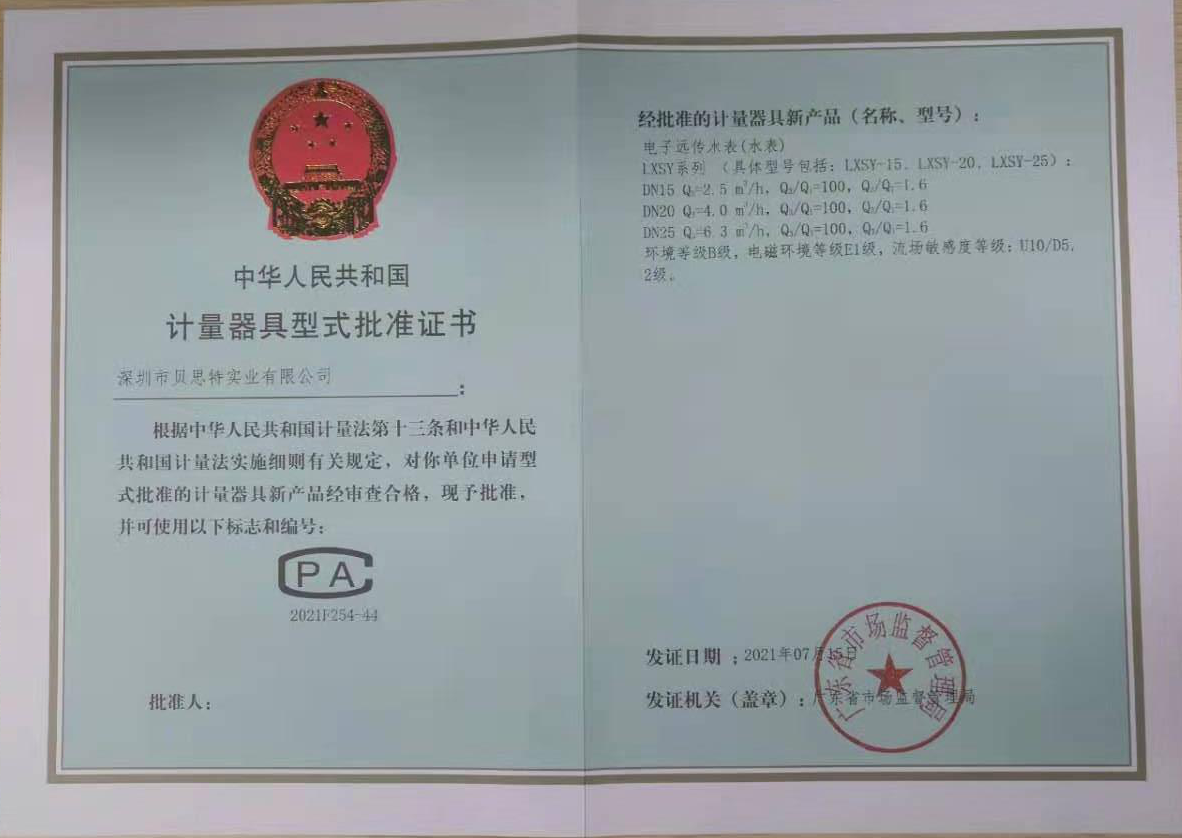 中华人民共和国
计量器具型式批准证书
深圳市贝思特实业有限公司
：
根据中华人民共和国计量法第十三条和中华人民
共和国计量法实施细则有关规定，对你单位申请型
式批准的计量器具新产品经审查合格，现予批准，
并可使用以下标志和编号：
CPA
2021F254-44
批准人：
经批准的计量器具新产品（名称、型号）：
电子远传水表(水表)
LXSY系列 （具体型号包括：LXSY-15、LXSY-20、LXSY-25）：
DN15 Q₃=2.5 m³/h，Q₃/Q₁=100，Q₂/Q₁=1.6
DN20 Q₃=4.0 m³/h，Q₃/Q₁=100，Q₂/Q₁=1.6
DN25 Q₃=6.3 m³/h，Q₃/Q₁=100，Q₂/Q₁=1.6
环境等级B级，电磁环境等级E1级，流场敏感度等级：U10/D5，
2级。
发证日期：2021年07月15日
发证机关（盖章）：广东省市场监督管理局
广东省市场监督管理局